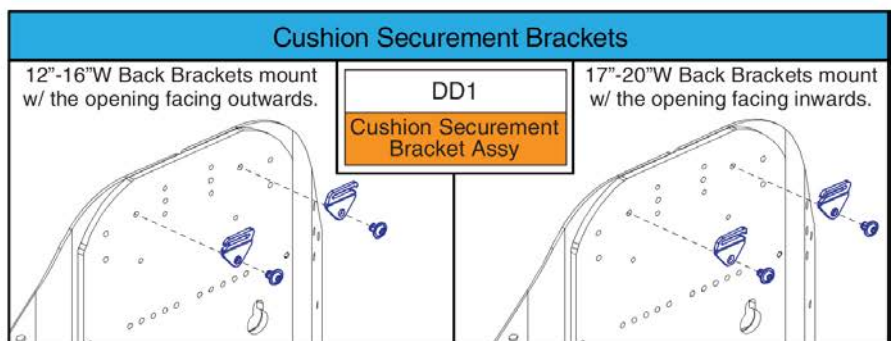 Cushion Securement Brackets
12"-16"W Back Brackets mount
w/ the opening facing outwards.
DD1
Cushion Securement
Bracket Assy
17"-20"W Back Brackets mount
w/ the opening facing inwards.